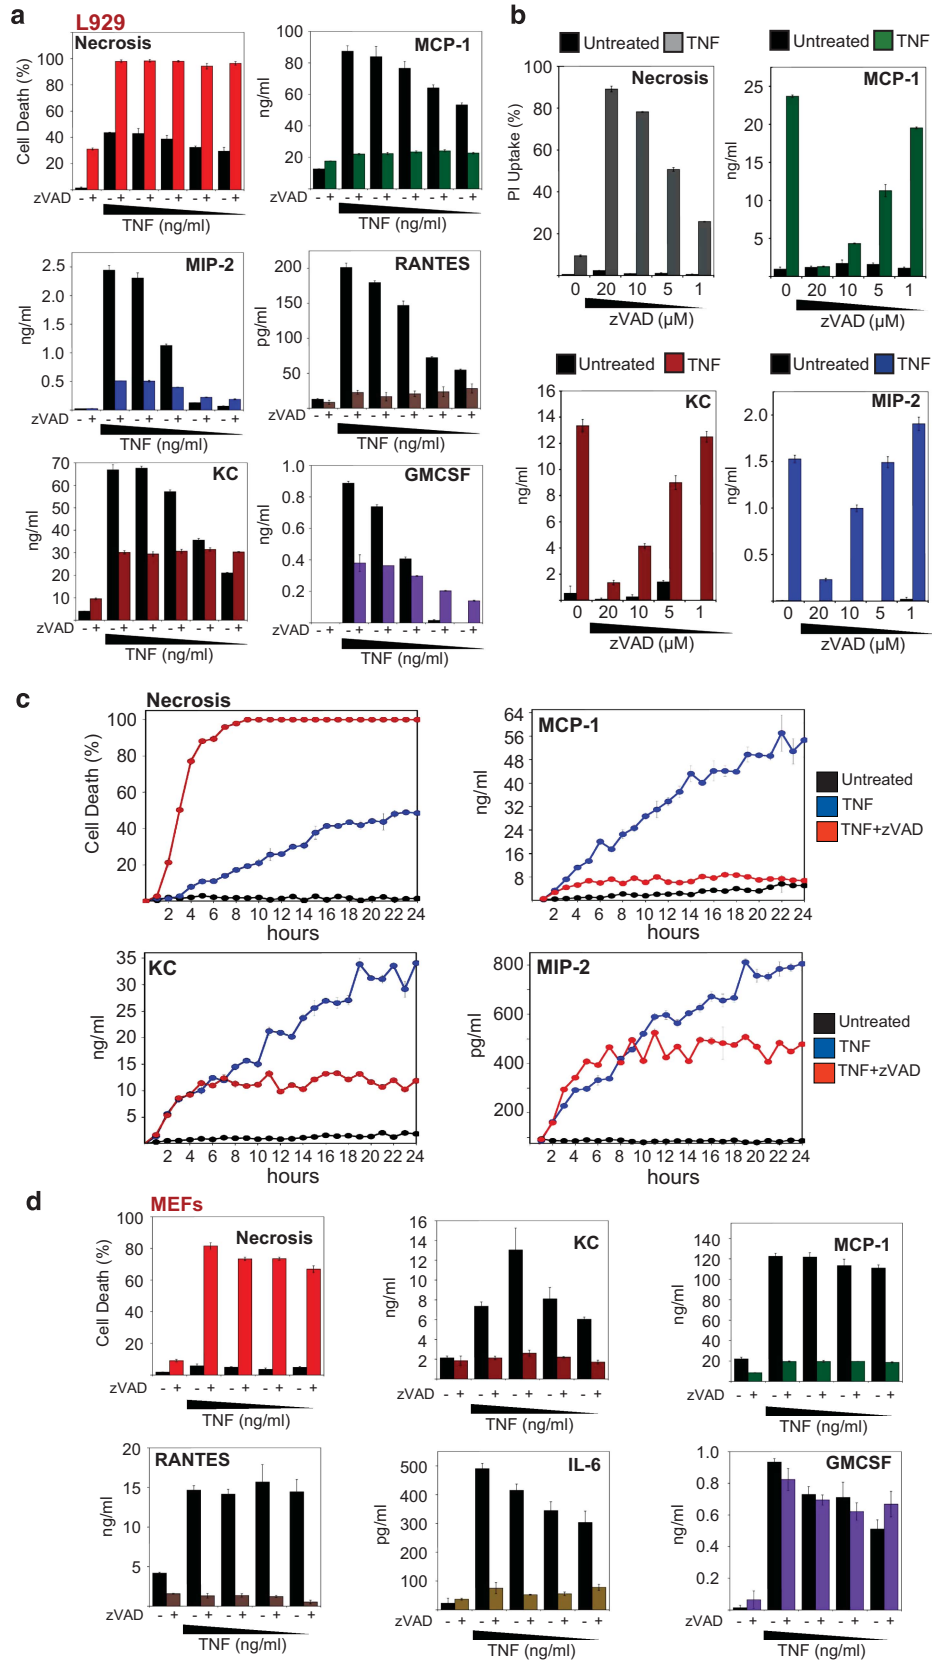 a
L929
Necrosis
Cell Death (%)
100
80
60
40
20
zVAD - + - + - + - + - + - +
TNF (ng/ml)
MCP-1
ng/ml
100
80
60
40
20
zVAD - + - + - + - + - + - +
TNF (ng/ml)
MIP-2
ng/ml
2.5
2.0
1.5
1.0
0.5
zVAD - + - + - + - + - + - +
TNF (ng/ml)
RANTES
pg/ml
200
150
100
50
zVAD - + - + - + - + - + - +
TNF (ng/ml)
KC
ng/ml
70
60
50
40
30
20
10
zVAD - + - + - + - + - + - +
TNF (ng/ml)
GMCSF
ng/ml
1.0
0.8
0.6
0.4
0.2
zVAD - + - + - + - + - + - +
TNF (ng/ml)
b
Untreated TNF
Necrosis
PI Uptake (%)
100
80
60
40
20
0 20 10 5 1
zVAD (µM)
Untreated TNF
MCP-1
ng/ml
25
20
15
10
5
0 20 10 5 1
zVAD (µM)
Untreated TNF
KC
ng/ml
16
14
12
10
8
6
4
2
0 20 10 5 1
zVAD (µM)
Untreated TNF
MIP-2
ng/ml
2.0
1.5
1.0
0.5
0 20 10 5 1
zVAD (µM)
c
Necrosis
Cell Death (%)
100
80
60
40
20
2 4 6 8 10 12 14 16 18 20 22 24
hours
MCP-1
ng/ml
64
56
48
40
32
24
16
8
2 4 6 8 10 12 14 16 18 20 22 24
hours
Untreated
TNF
TNF+zVAD
KC
ng/ml
35
30
25
20
15
10
5
2 4 6 8 10 12 14 16 18 20 22 24
hours
MIP-2
pg/ml
800
600
400
200
2 4 6 8 10 12 14 16 18 20 22 24
hours
Untreated
TNF
TNF+zVAD
d
MEFs
Necrosis
Cell Death (%)
100
80
60
40
20
zVAD - + - + - + - + - +
TNF (ng/ml)
KC
ng/ml
16
14
12
10
8
6
4
2
zVAD - + - + - + - + - +
TNF (ng/ml)
MCP-1
ng/ml
140
120
100
80
60
40
20
zVAD - + - + - + - + - +
TNF (ng/ml)
RANTES
ng/ml
20
15
10
5
zVAD - + - + - + - + - +
TNF (ng/ml)
IL-6
pg/ml
500
400
300
200
100
zVAD - + - + - + - + - +
TNF (ng/ml)
GMCSF
ng/ml
1.0
0.8
0.6
0.4
0.2
zVAD - + - + - + - + - +
TNF (ng/ml)